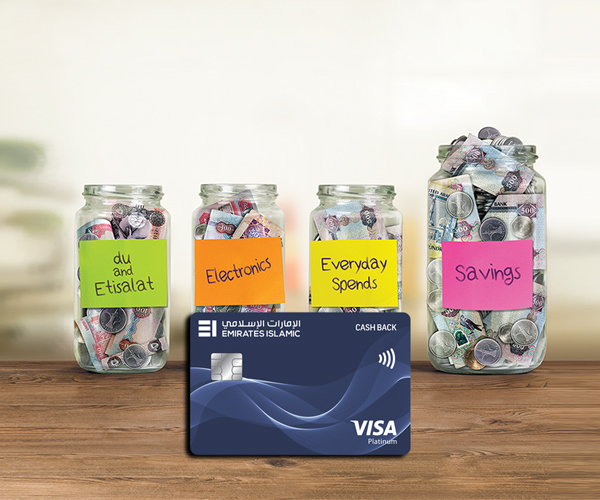 du
and
Etisalat
Electronics
Everyday
Spends
Savings
الإمارات الإسلامي
EMIRATES ISLAMIC
CASH BACK
VISA
Platinum